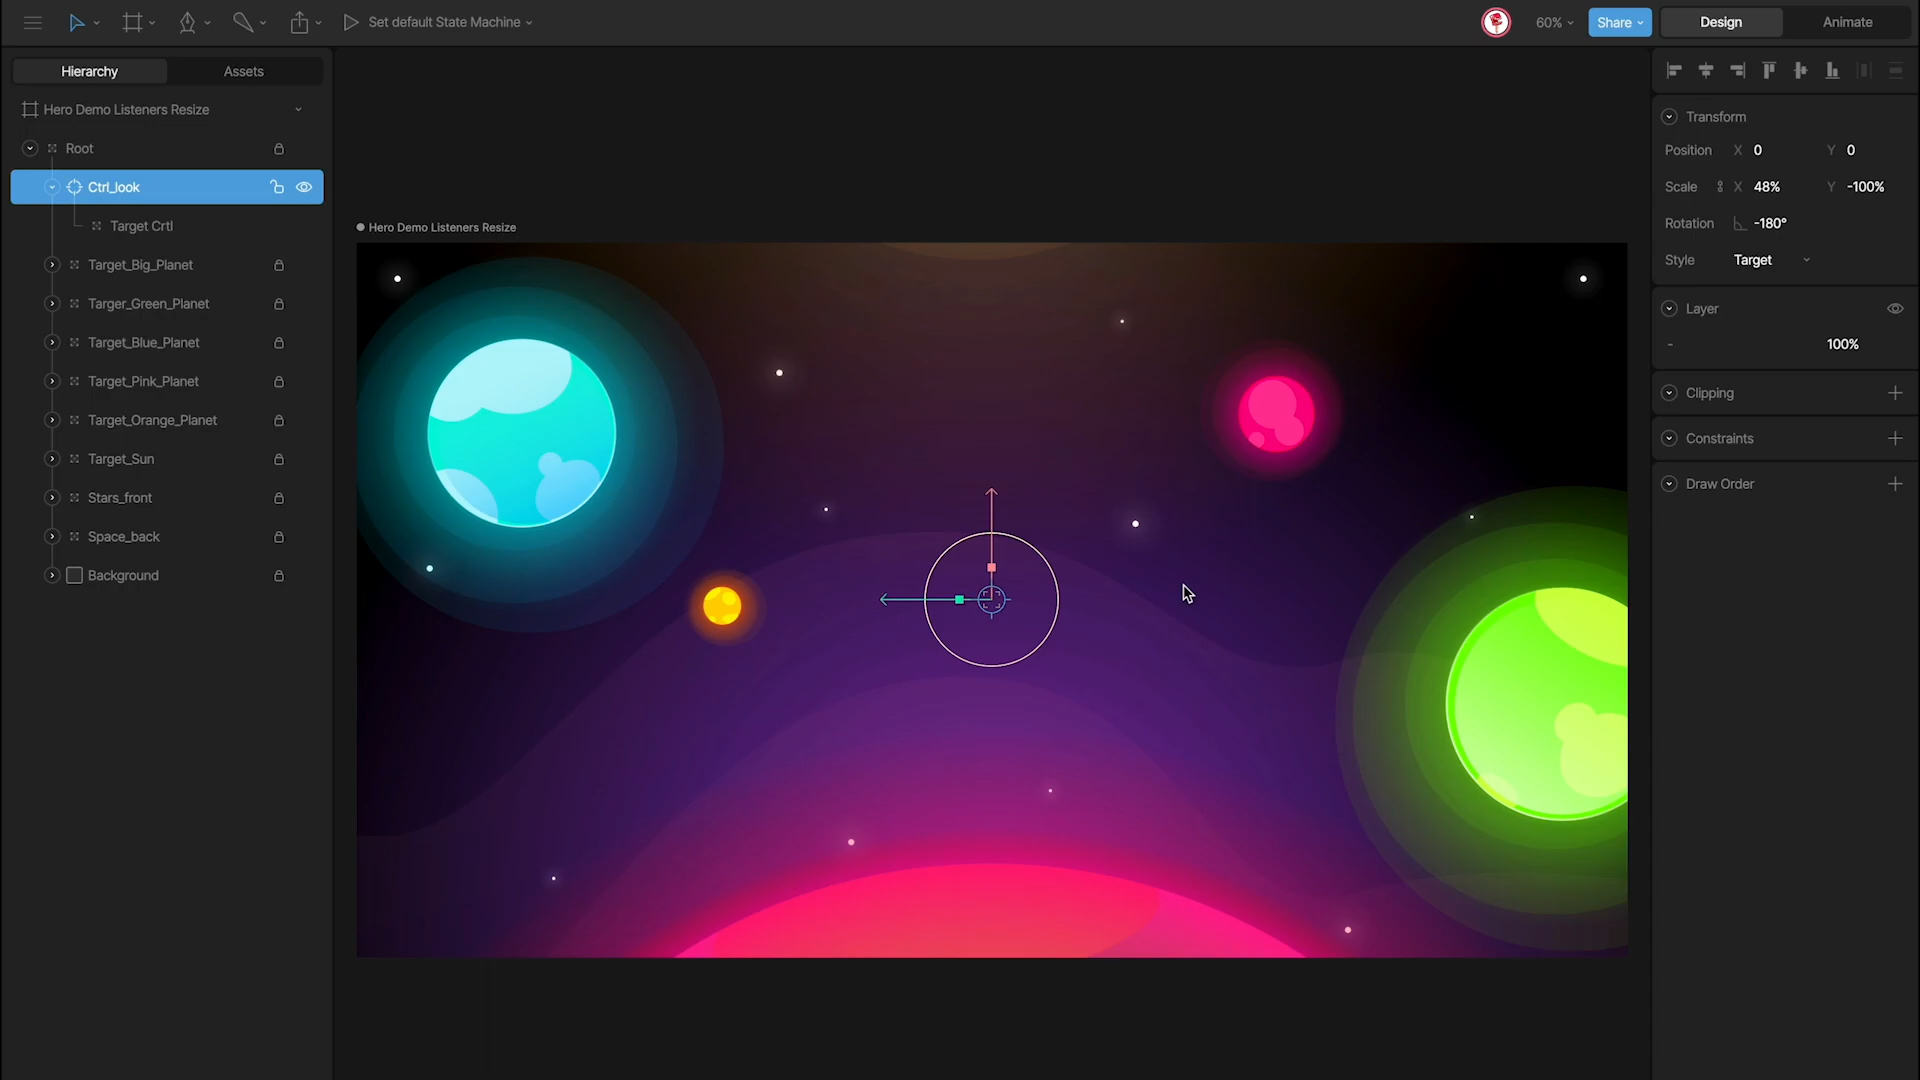 Set default State Machine
60%
Share
Design
Animate
Hierarchy
Assets
Hero Demo Listeners Resize
Root
Ctrl_look
Target Crtl
Target_Big_Planet
Targer_Green_Planet
Target_Blue_Planet
Target_Pink_Planet
Target_Orange_Planet
Target_Sun
Stars_front
Space_back
Background
Hero Demo Listeners Resize
Transform
Position X 0 Y 0
Scale X 48% Y -100%
Rotation -180°
Style Target
Layer
- 100%
Clipping
Constraints
Draw Order